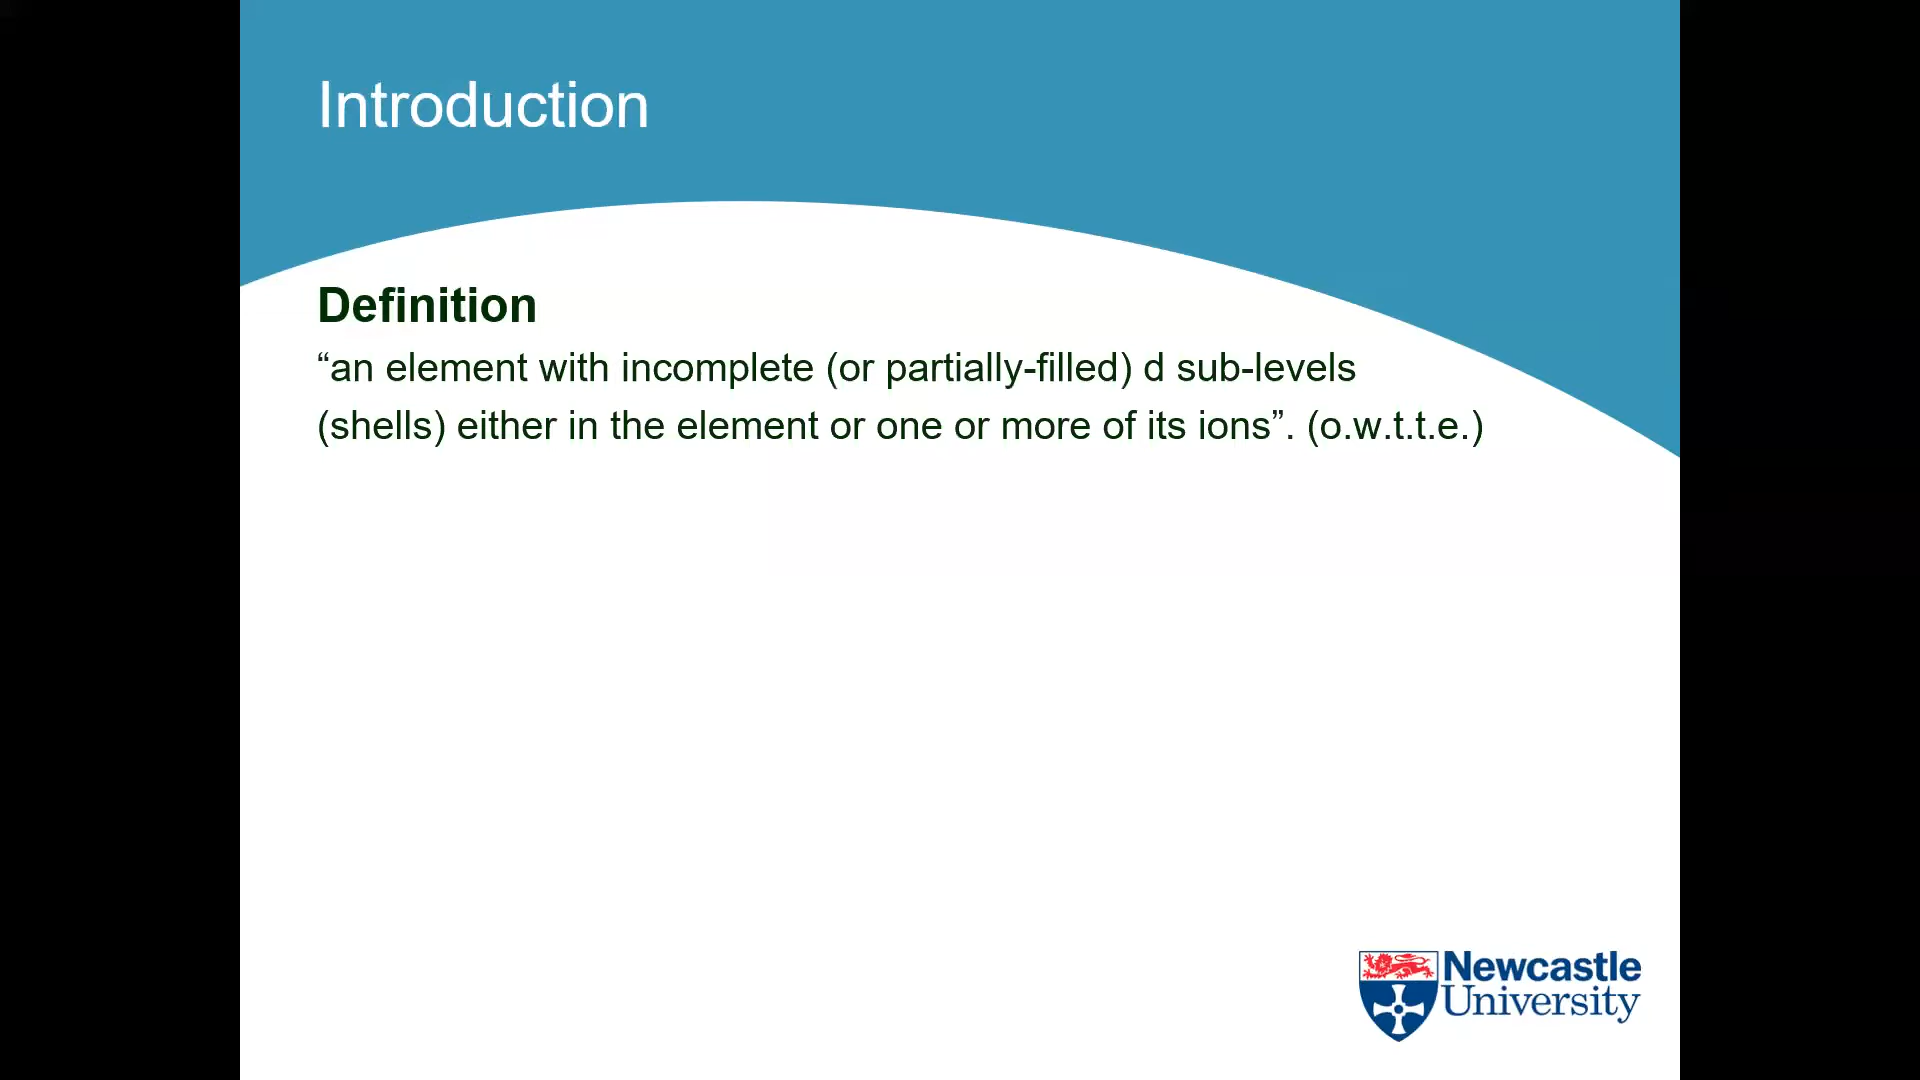 Introduction
Definition
“an element with incomplete (or partially-filled) d sub-levels
(shells) either in the element or one or more of its ions”. (o.w.t.t.e.)
Newcastle
University